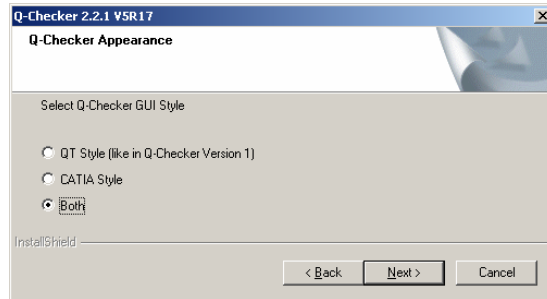 Q-Checker 2.2.1 V5R17
Q-Checker Appearance
Select Q-Checker GUI Style
QT Style (like in Q-Checker Version 1)
CATIA Style
Both
InstallShield
< Back Next > Cancel